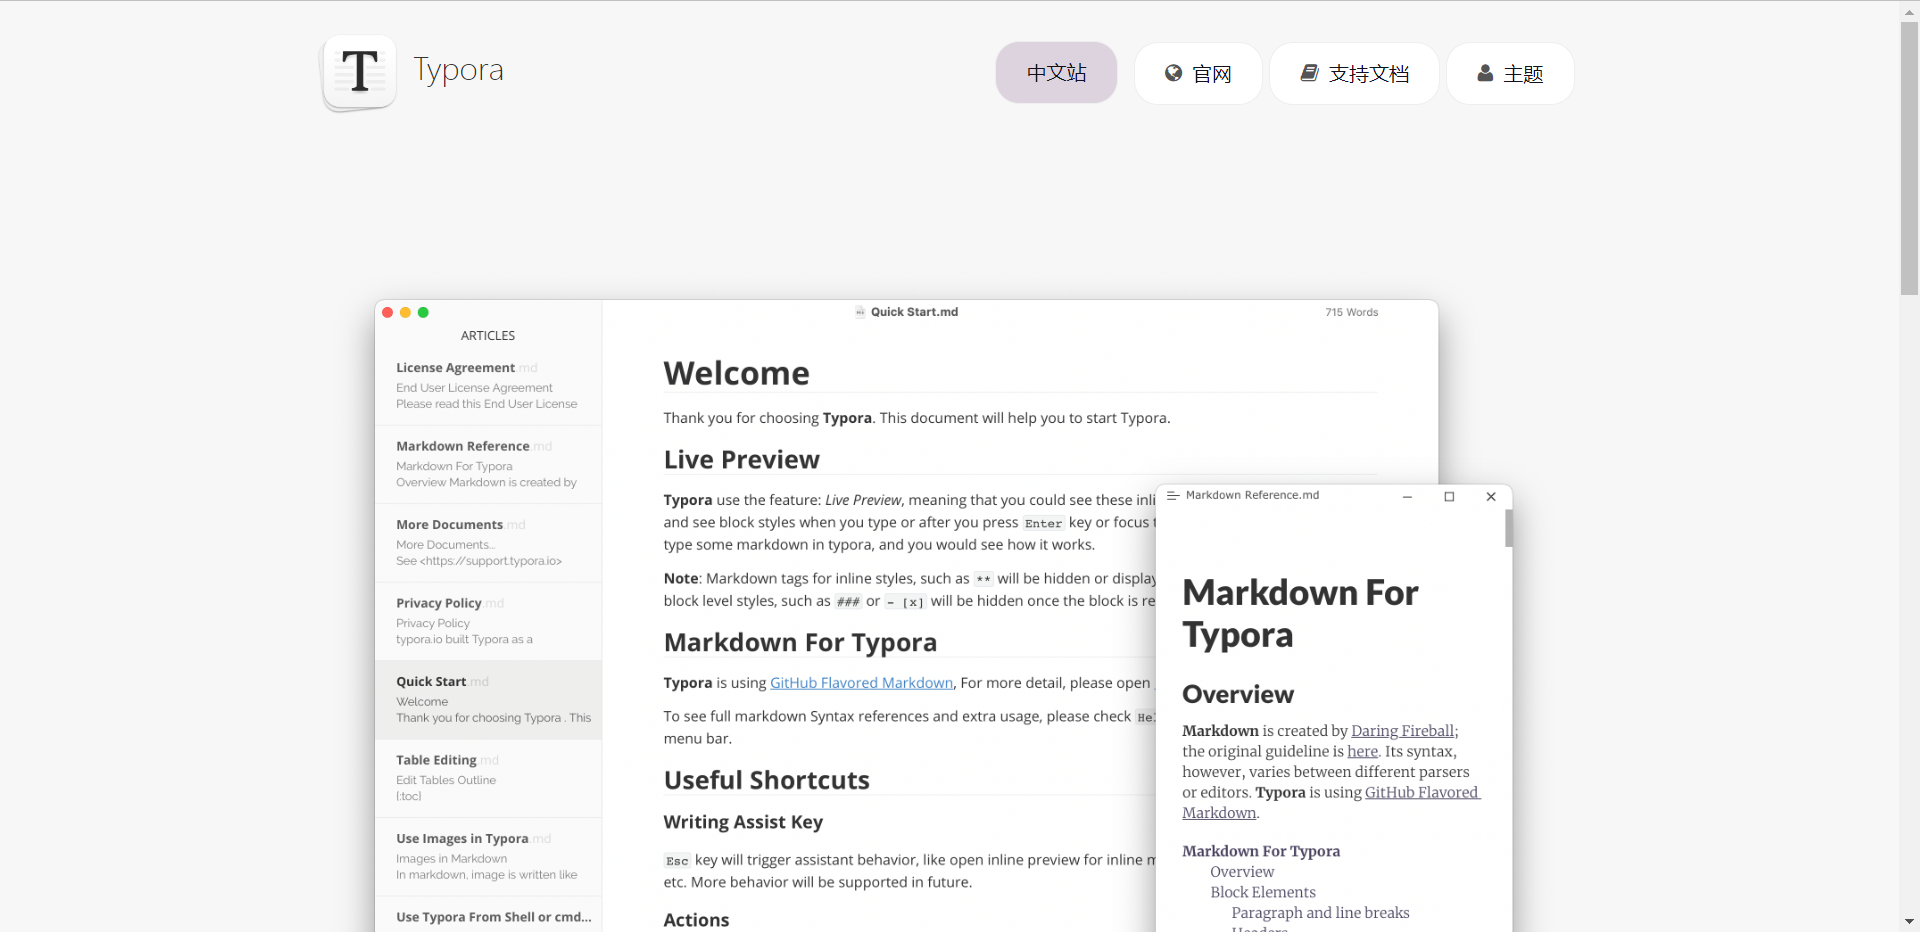 T Typora
中文站 官网 支持文档 主题
Quick Start.md
715 Words
ARTICLES
License Agreement.md
End User License Agreement
Please read this End User License
Markdown Reference.md
Markdown For Typora
Overview Markdown is created by
More Documents.md
More Documents...
See <https://support.typora.io>
Privacy Policy.md
Privacy Policy
typora.io built Typora as a
Quick Start.md
Welcome
Thank you for choosing Typora . This
Table Editing.md
Edit Tables Outline
{:toc}
Use Images in Typora.md
Images in Markdown
In markdown, image is written like
Use Typora From Shell or cmd...
Welcome
Thank you for choosing Typora. This document will help you to start Typora.
Live Preview
Typora use the feature: Live Preview, meaning that you could see these inli
and see block styles when you type or after you press Enter key or focus
type some markdown in typora, and you would see how it works.
Note: Markdown tags for inline styles, such as ** will be hidden or display
block level styles, such as ### or - [x] will be hidden once the block is re
Markdown For Typora
Typora is using GitHub Flavored Markdown, For more detail, please open
To see full markdown Syntax references and extra usage, please check Hel
menu bar.
Useful Shortcuts
Writing Assist Key
Esc key will trigger assistant behavior, like open inline preview for inline m
etc. More behavior will be supported in future.
Actions
Markdown Reference.md
Markdown For
Typora
Overview
Markdown is created by Daring Fireball;
the original guideline is here. Its syntax,
however, varies between different parsers
or editors. Typora is using GitHub Flavored
Markdown.
Markdown For Typora
Overview
Block Elements
Paragraph and line breaks
Headers